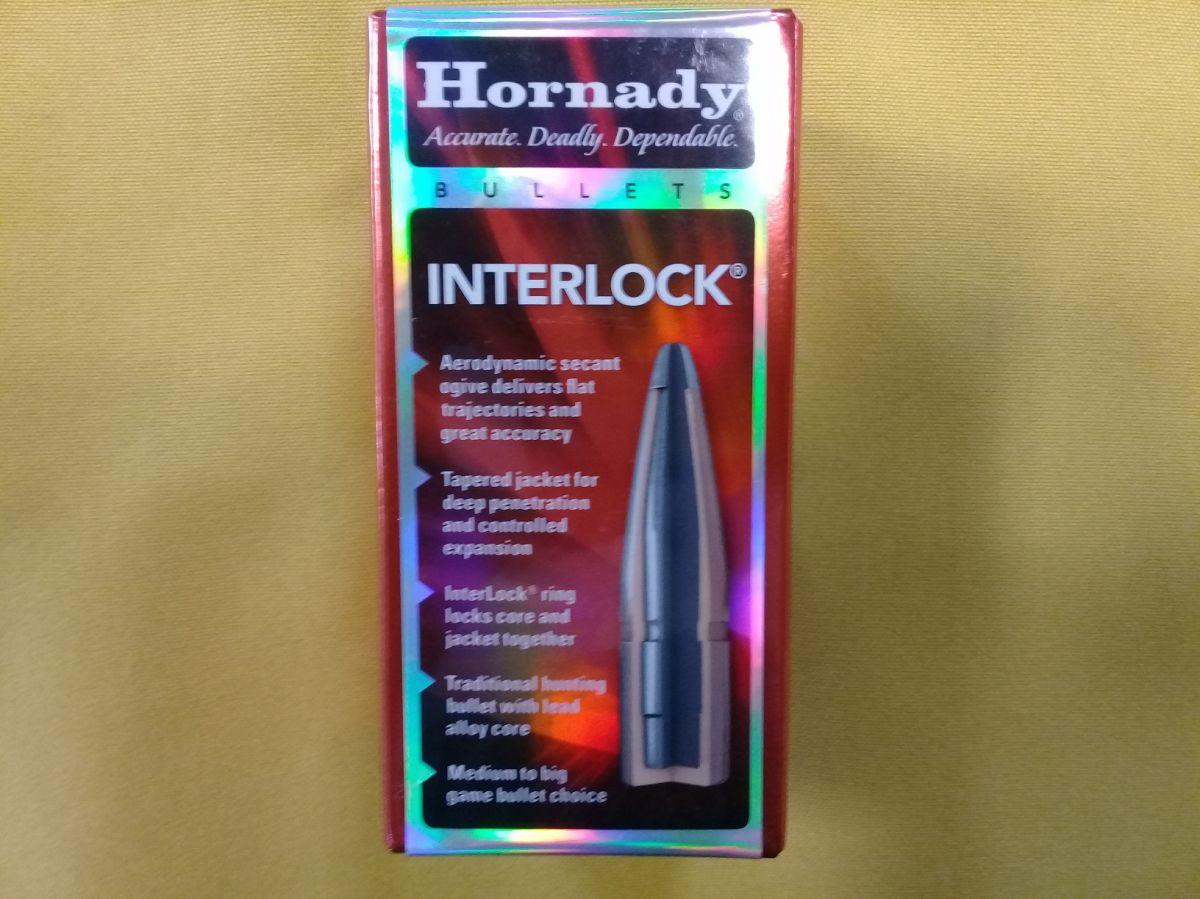 Hornady®
Accurate. Deadly. Dependable.
BULLETS
INTERLOCK®
Aerodynamic secant
ogive delivers flat
trajectories and
great accuracy
Tapered jacket for
deep penetration
and controlled
expansion
InterLock® ring
locks core and
jacket together
Traditional hunting
bullet with lead
alloy core
Medium to big
game bullet choice